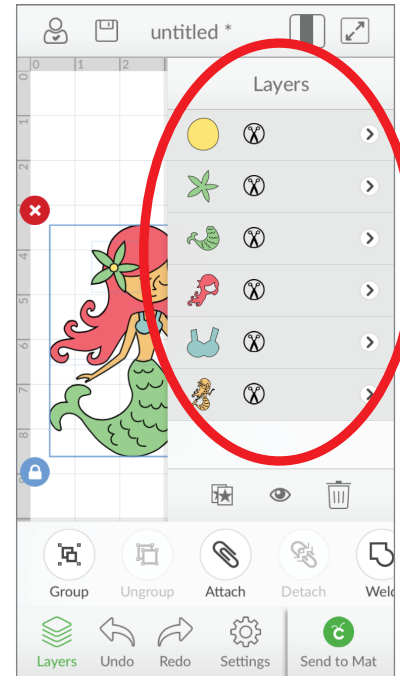 untitled *
0 1 2
0
1
2
4
5
6
7
8
Layers
Group Ungroup Attach Detach Weld
Layers Undo Redo Settings Send to Mat